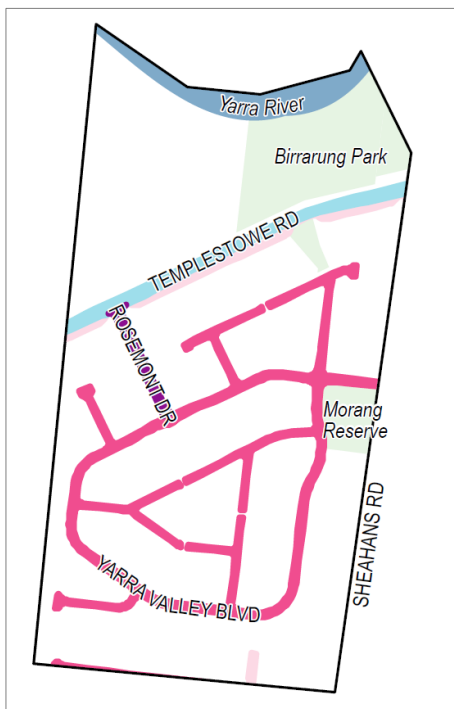 Yarra River
Birrarung Park
TEMPLESTOWE RD
ROSEMONT DR
Morang
Reserve
SHEAHANS RD
YARRA VALLEY BLVD